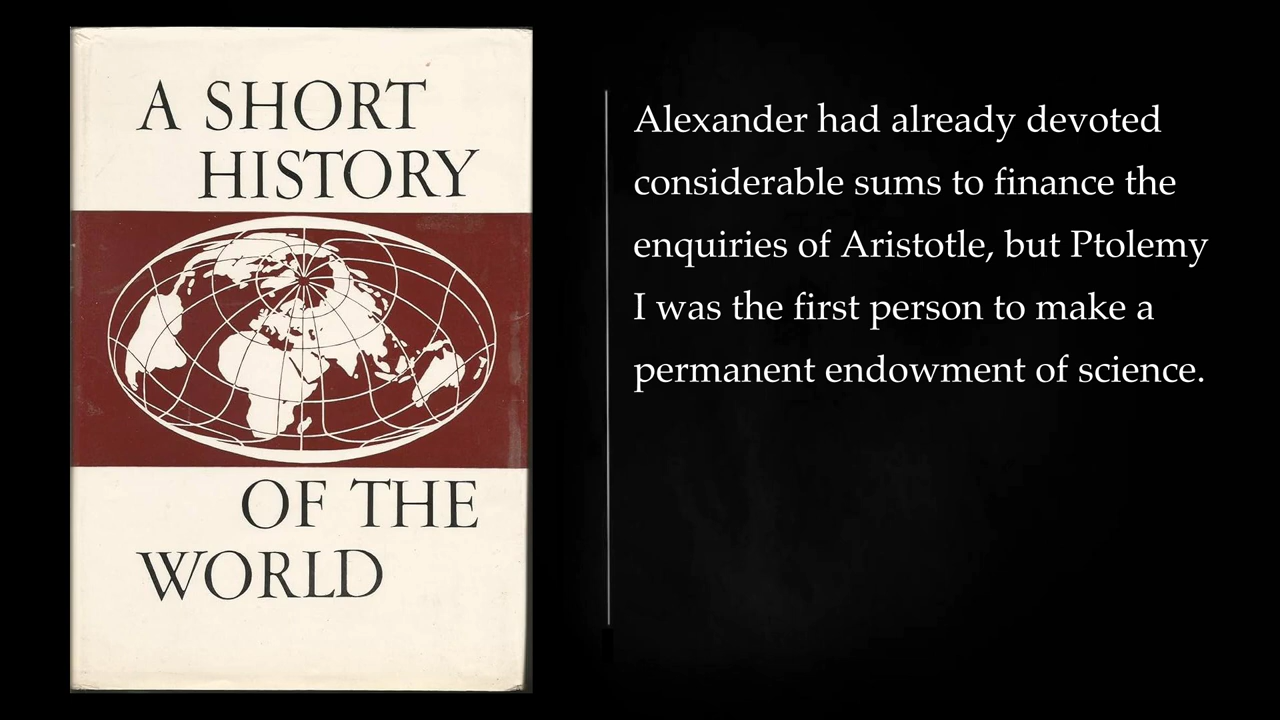 A SHORT
HISTORY
OF THE
WORLD
Alexander had already devoted
considerable sums to finance the
enquiries of Aristotle, but Ptolemy
I was the first person to make a
permanent endowment of science.